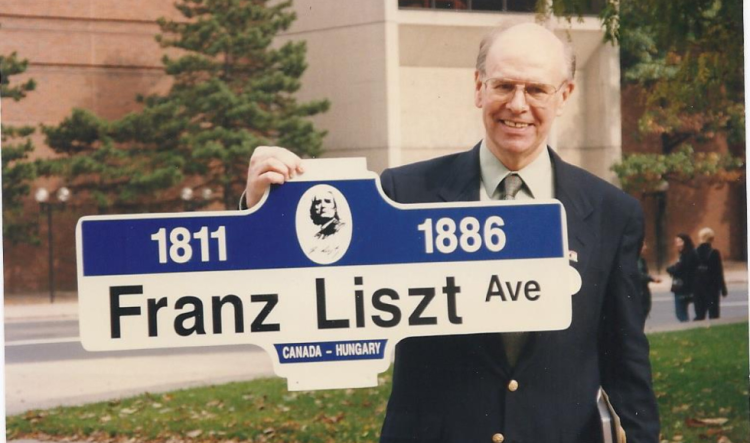 1811 1886
Franz Liszt Ave
CANADA - HUNGARY